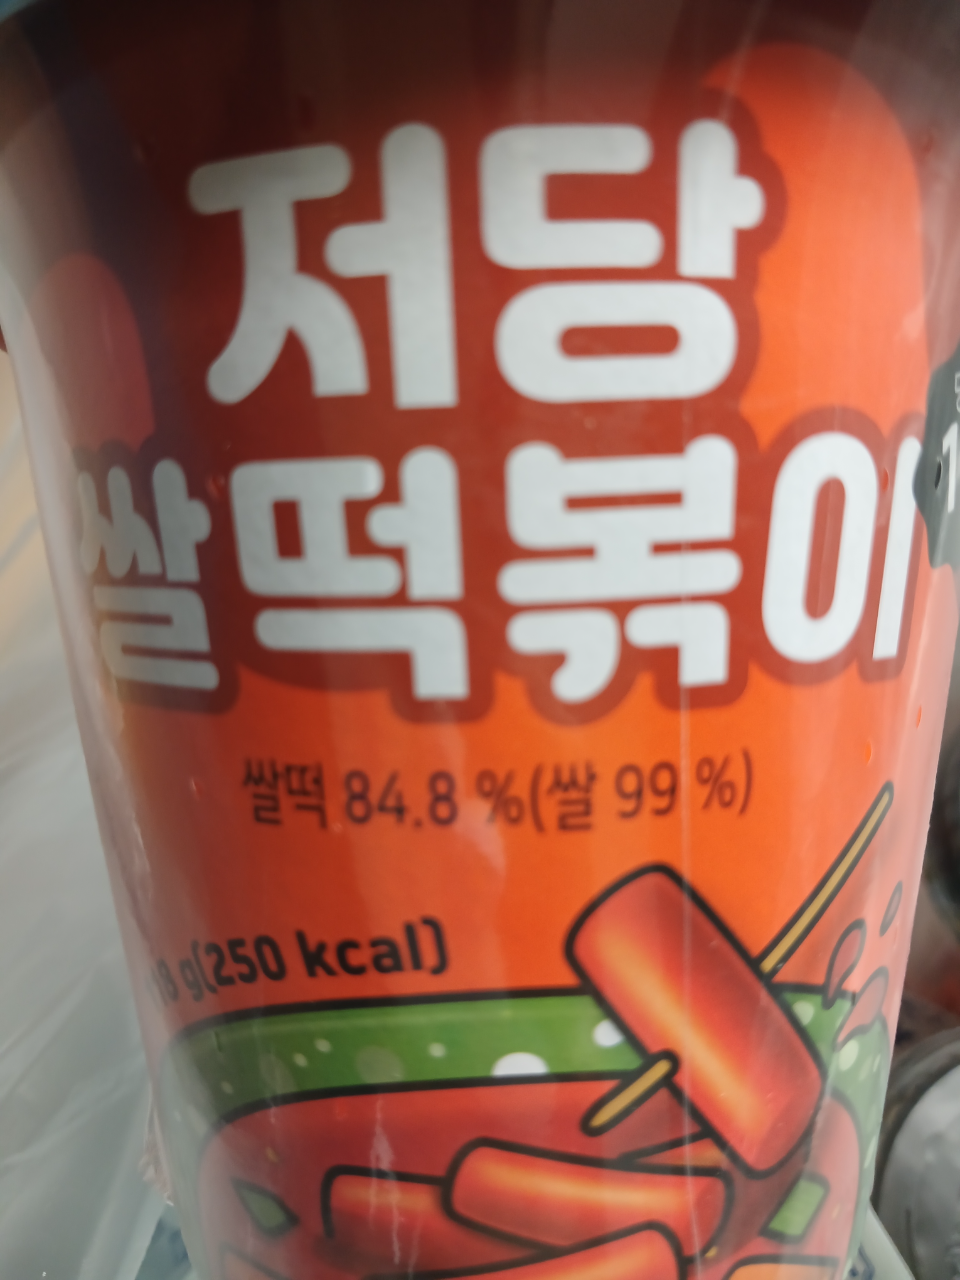 저당
쌀떡볶이
쌀떡 84.8 %(쌀 99 %)
g(250 kcal)